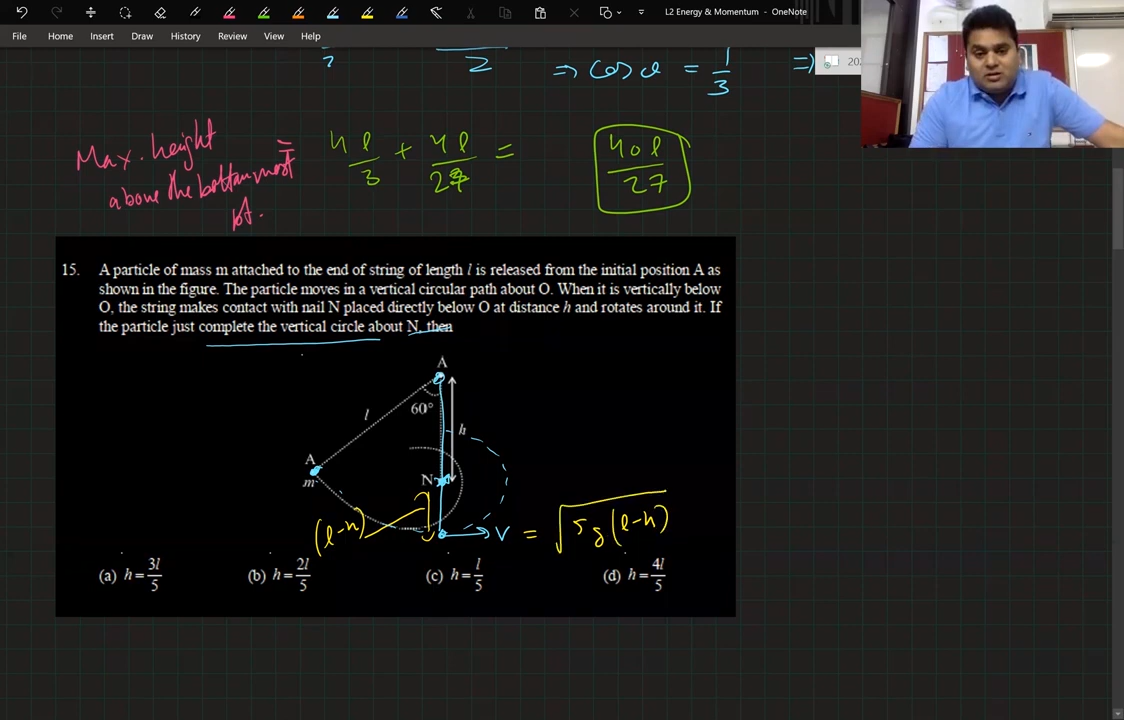 L2 Energy & Momentum - OneNote
File Home Insert Draw History Review View Help
2 2 ⇒ cos α = 1/3 ⇒
Max. height above the bottom most pt. = 4l/3 + 4l/27 = 40l/27
15. A particle of mass m attached to the end of string of length l is released from the initial position A as
shown in the figure. The particle moves in a vertical circular path about O. When it is vertically below
O, the string makes contact with nail N placed directly below O at distance h and rotates around it. If
the particle just complete the vertical circle about N, then
A
60°
l
h
A
m
N
(l-h)
V = √5g(l-h)
(a) h = 3l/5 (b) h = 2l/5 (c) h = l/5 (d) h = 4l/5